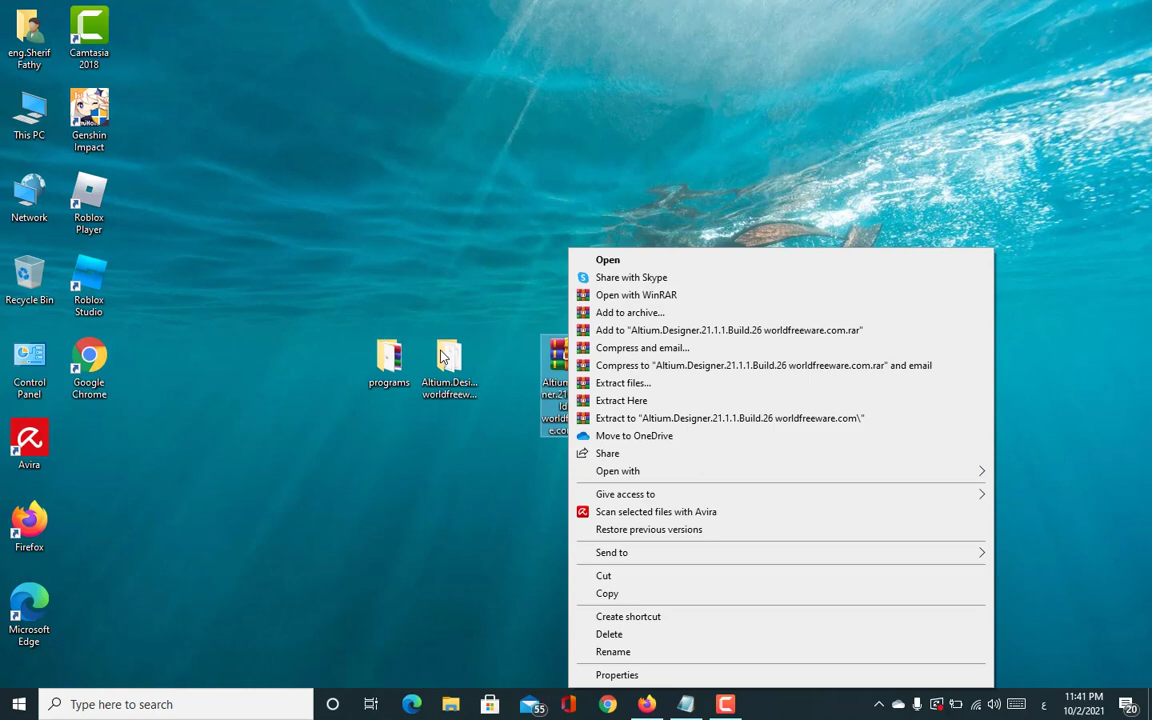 eng.Sherif
Fathy
Camtasia
2018
This PC
Genshin
Impact
Network
Roblox
Player
Recycle Bin
Roblox
Studio
Control
Panel
Google
Chrome
Avira
Firefox
Microsoft
Edge
programs
Altium.Desi...
worldfreew...
Open
Share with Skype
Open with WinRAR
Add to archive...
Add to "Altium.Designer.21.1.1.Build.26 worldfreeware.com.rar"
Compress and email...
Compress to "Altium.Designer.21.1.1.Build.26 worldfreeware.com.rar" and email
Extract files...
Extract Here
Extract to "Altium.Designer.21.1.1.Build.26 worldfreeware.com\"
Move to OneDrive
Share
Open with
Give access to
Scan selected files with Avira
Restore previous versions
Send to
Cut
Copy
Create shortcut
Delete
Rename
Properties
Type here to search
55
ع
11:41 PM
10/2/2021
20